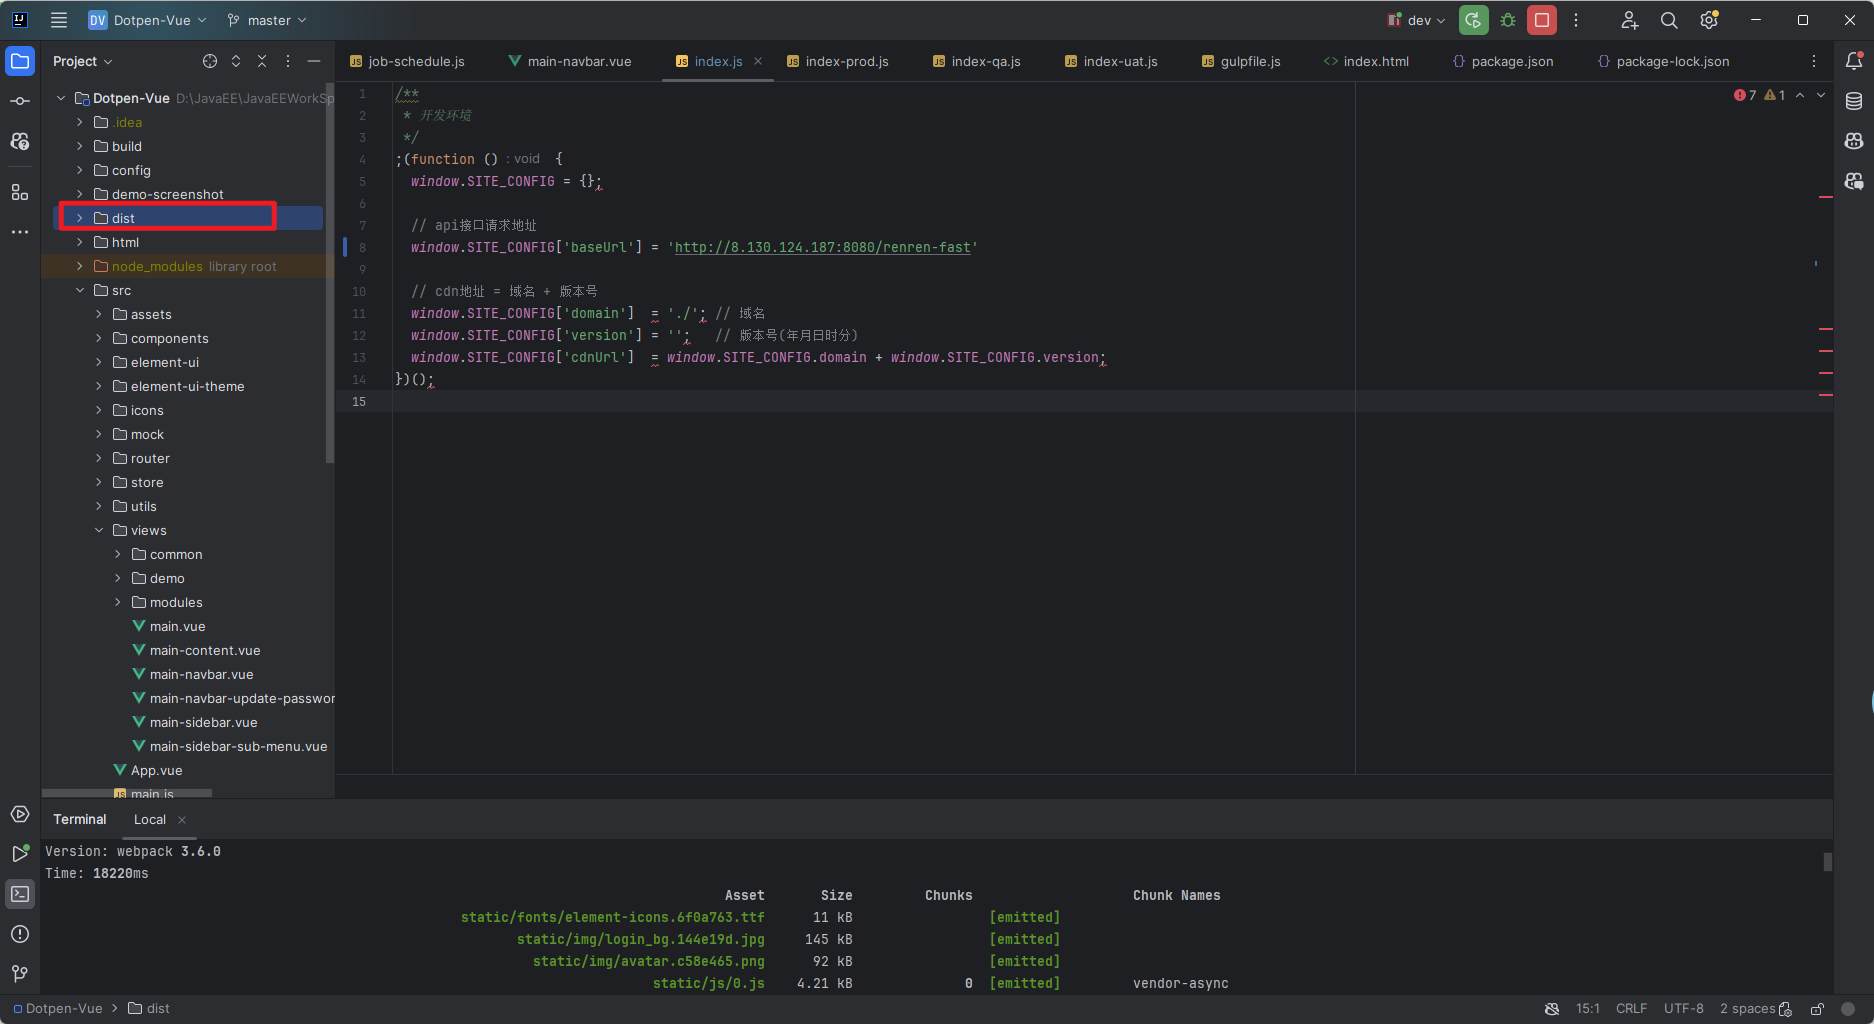 DV Dotpen-Vue master dev
Project
job-schedule.js main-navbar.vue index.js index-prod.js index-qa.js index-uat.js gulpfile.js index.html package.json package-lock.json
Dotpen-Vue D:\JavaEE\JavaEEWorkSp
.idea
build
config
demo-screenshot
dist
html
node_modules library root
src
assets
components
element-ui
element-ui-theme
icons
mock
router
store
utils
views
common
demo
modules
main.vue
main-content.vue
main-navbar.vue
main-navbar-update-passwor
main-sidebar.vue
main-sidebar-sub-menu.vue
App.vue
main.js
7 1
1 /**
2 * 开发环境
3 */
4 ;(function () : void {
5 window.SITE_CONFIG = {};
6
7 // api接口请求地址
8 window.SITE_CONFIG['baseUrl'] = 'http://8.130.124.187:8080/renren-fast'
9
10 // cdn地址 = 域名 + 版本号
11 window.SITE_CONFIG['domain'] = './'; // 域名
12 window.SITE_CONFIG['version'] = ''; // 版本号(年月日时分)
13 window.SITE_CONFIG['cdnUrl'] = window.SITE_CONFIG.domain + window.SITE_CONFIG.version;
14 })();
15
Terminal Local
Version: webpack 3.6.0
Time: 18220ms
Asset Size Chunks Chunk Names
static/fonts/element-icons.6f0a763.ttf 11 kB [emitted]
static/img/login_bg.144e19d.jpg 145 kB [emitted]
static/img/avatar.c58e465.png 92 kB [emitted]
static/js/0.js 4.21 kB 0 [emitted] vendor-async
Dotpen-Vue dist 15:1 CRLF UTF-8 2 spaces